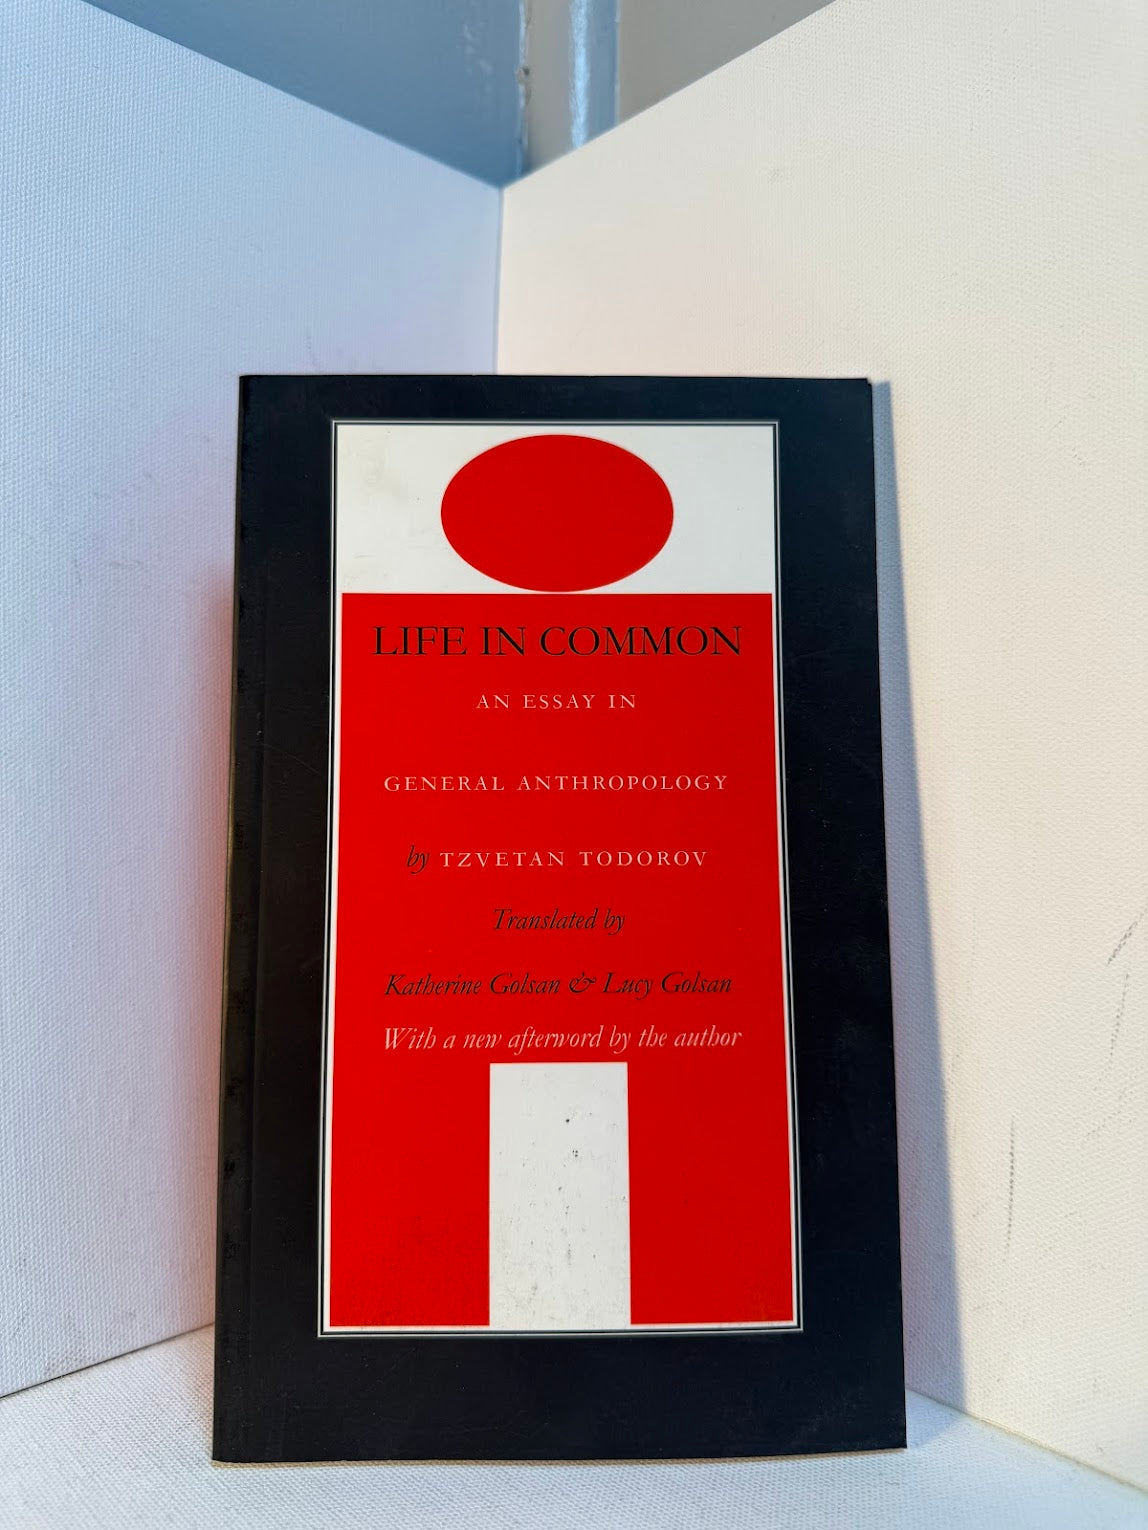 LIFE IN COMMON
AN ESSAY IN
GENERAL ANTHROPOLOGY
by TZVETAN TODOROV
Translated by
Katherine Golsan & Lucy Golsan
With a new afterword by the author